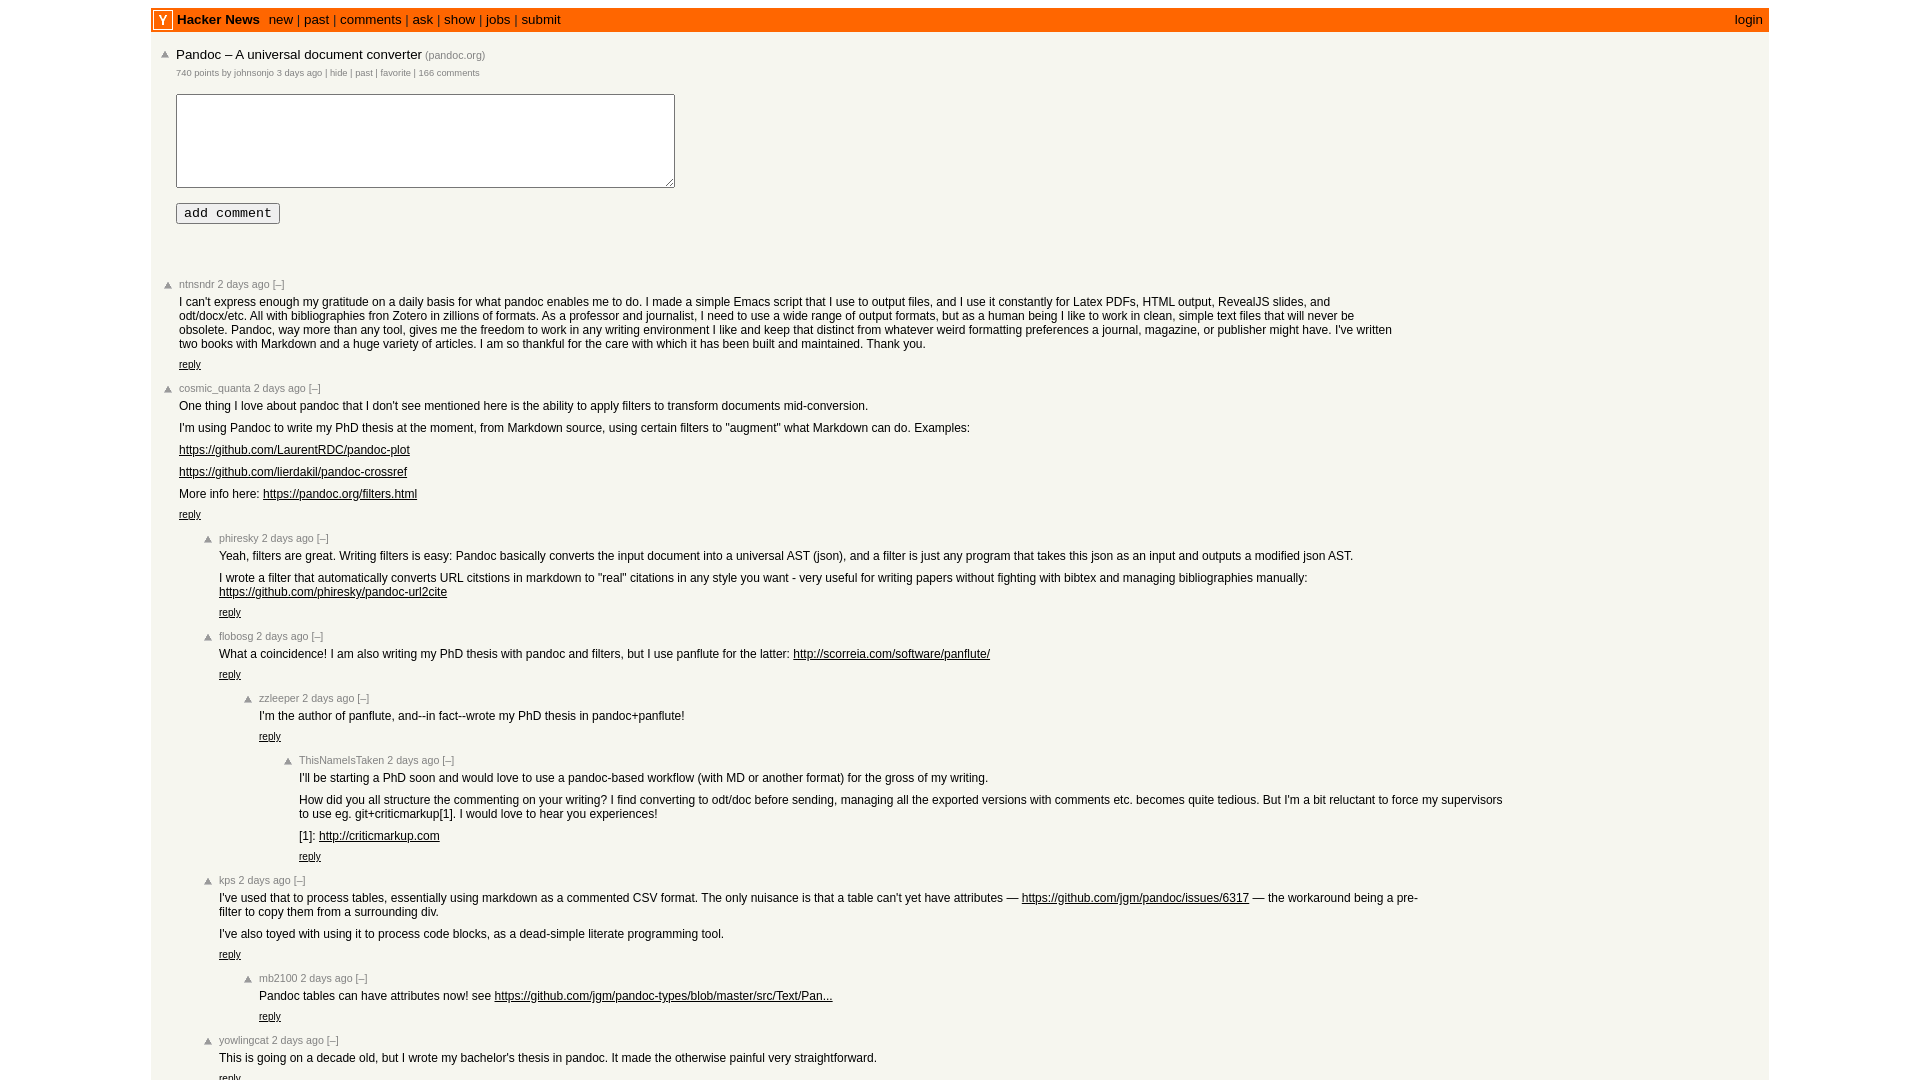 Y Hacker News new | past | comments | ask | show | jobs | submit login
Pandoc – A universal document converter (pandoc.org)
740 points by johnsonjo 3 days ago | hide | past | favorite | 166 comments
add comment
ntnsndr 2 days ago [–]
I can't express enough my gratitude on a daily basis for what pandoc enables me to do. I made a simple Emacs script that I use to output files, and I use it constantly for Latex PDFs, HTML output, RevealJS slides, and
odt/docx/etc. All with bibliographies fron Zotero in zillions of formats. As a professor and journalist, I need to use a wide range of output formats, but as a human being I like to work in clean, simple text files that will never be
obsolete. Pandoc, way more than any tool, gives me the freedom to work in any writing environment I like and keep that distinct from whatever weird formatting preferences a journal, magazine, or publisher might have. I've written
two books with Markdown and a huge variety of articles. I am so thankful for the care with which it has been built and maintained. Thank you.
reply
cosmic_quanta 2 days ago [–]
One thing I love about pandoc that I don't see mentioned here is the ability to apply filters to transform documents mid-conversion.
I'm using Pandoc to write my PhD thesis at the moment, from Markdown source, using certain filters to "augment" what Markdown can do. Examples:
https://github.com/LaurentRDC/pandoc-plot
https://github.com/lierdakil/pandoc-crossref
More info here: https://pandoc.org/filters.html
reply
phiresky 2 days ago [–]
Yeah, filters are great. Writing filters is easy: Pandoc basically converts the input document into a universal AST (json), and a filter is just any program that takes this json as an input and outputs a modified json AST.
I wrote a filter that automatically converts URL citstions in markdown to "real" citations in any style you want - very useful for writing papers without fighting with bibtex and managing bibliographies manually:
https://github.com/phiresky/pandoc-url2cite
reply
flobosg 2 days ago [–]
What a coincidence! I am also writing my PhD thesis with pandoc and filters, but I use panflute for the latter: http://scorreia.com/software/panflute/
reply
zzleeper 2 days ago [–]
I'm the author of panflute, and--in fact--wrote my PhD thesis in pandoc+panflute!
reply
ThisNameIsTaken 2 days ago [–]
I'll be starting a PhD soon and would love to use a pandoc-based workflow (with MD or another format) for the gross of my writing.
How did you all structure the commenting on your writing? I find converting to odt/doc before sending, managing all the exported versions with comments etc. becomes quite tedious. But I'm a bit reluctant to force my supervisors
to use eg. git+criticmarkup[1]. I would love to hear you experiences!
[1]: http://criticmarkup.com
reply
kps 2 days ago [–]
I've used that to process tables, essentially using markdown as a commented CSV format. The only nuisance is that a table can't yet have attributes — https://github.com/jgm/pandoc/issues/6317 — the workaround being a pre-
filter to copy them from a surrounding div.
I've also toyed with using it to process code blocks, as a dead-simple literate programming tool.
reply
mb2100 2 days ago [–]
Pandoc tables can have attributes now! see https://github.com/jgm/pandoc-types/blob/master/src/Text/Pan...
reply
yowlingcat 2 days ago [–]
This is going on a decade old, but I wrote my bachelor's thesis in pandoc. It made the otherwise painful very straightforward.
reply